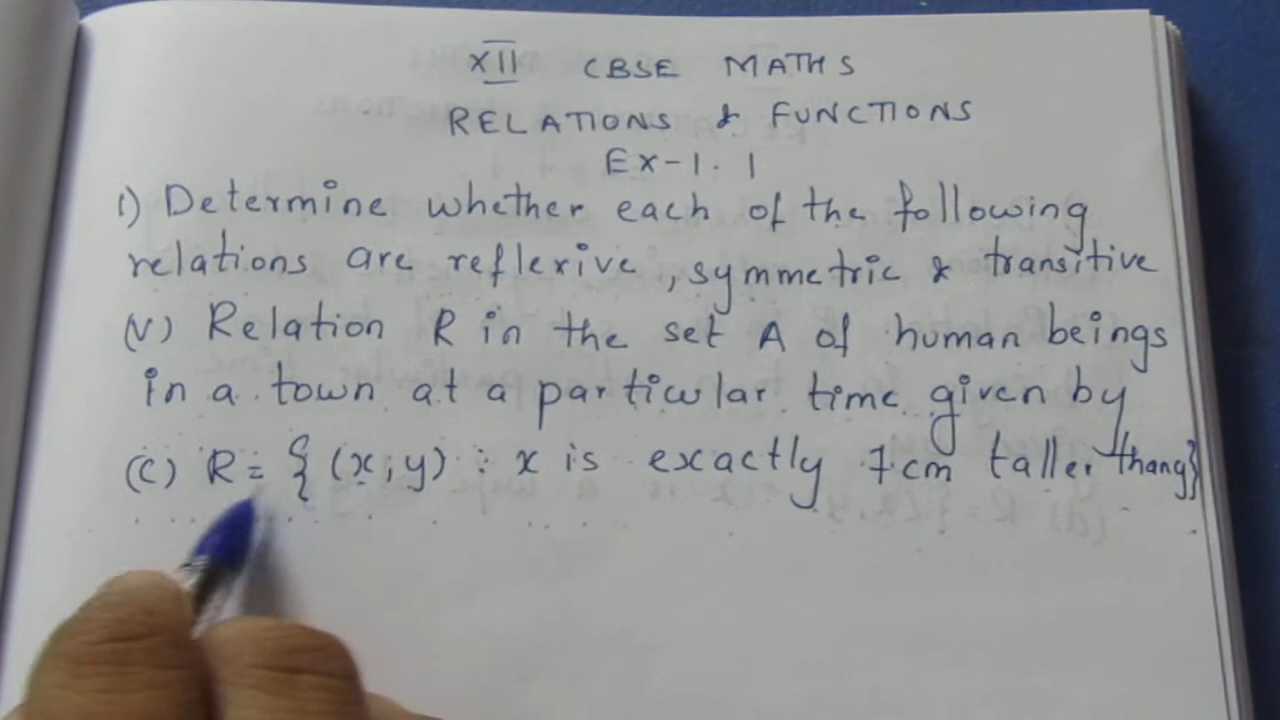 XII CBSE MATHS
RELATIONS & FUNCTIONS
Ex-1.1
1) Determine whether each of the following
relations are reflexive, symmetric & transitive
(V) Relation R in the set A of human beings
in a town at a particular time given by
(C) R = {(x,y) : x is exactly 7cm taller than y}